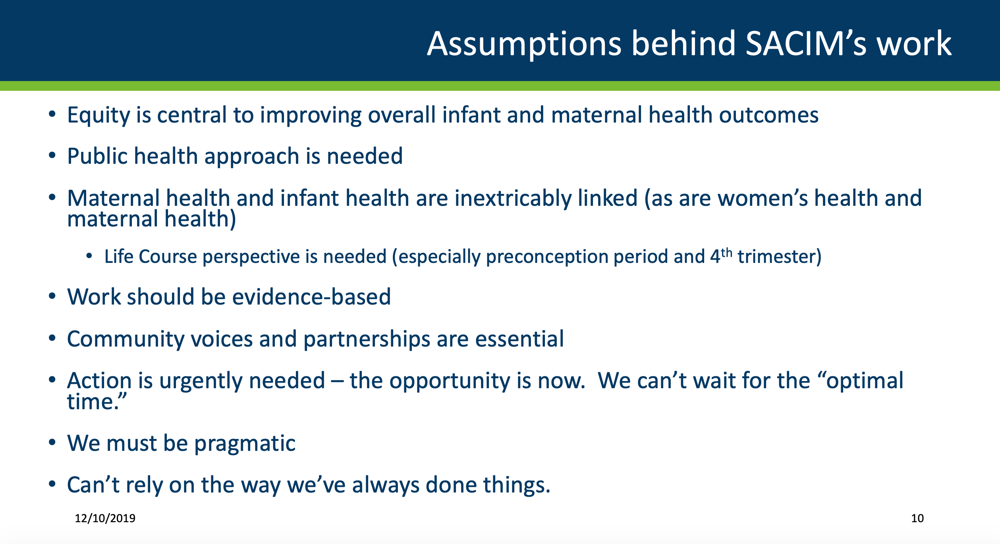 Assumptions behind SACIM’s work
• Equity is central to improving overall infant and maternal health outcomes
• Public health approach is needed
• Maternal health and infant health are inextricably linked (as are women’s health and
maternal health)
• Life Course perspective is needed (especially preconception period and 4th trimester)
• Work should be evidence-based
• Community voices and partnerships are essential
• Action is urgently needed – the opportunity is now.  We can’t wait for the “optimal
time.”
• We must be pragmatic
• Can’t rely on the way we’ve always done things.
12/10/2019
10